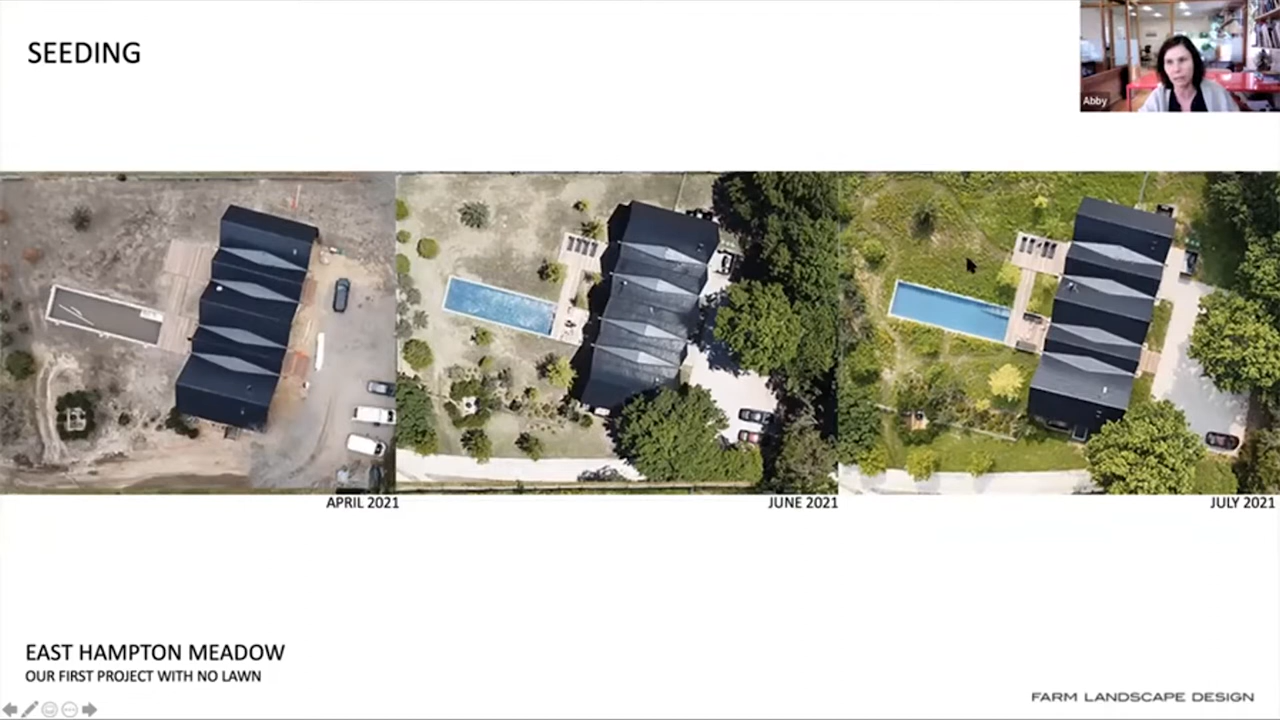 SEEDING
Abby
APRIL 2021
JUNE 2021
JULY 2021
EAST HAMPTON MEADOW
OUR FIRST PROJECT WITH NO LAWN
FARM LANDSCAPE DESIGN